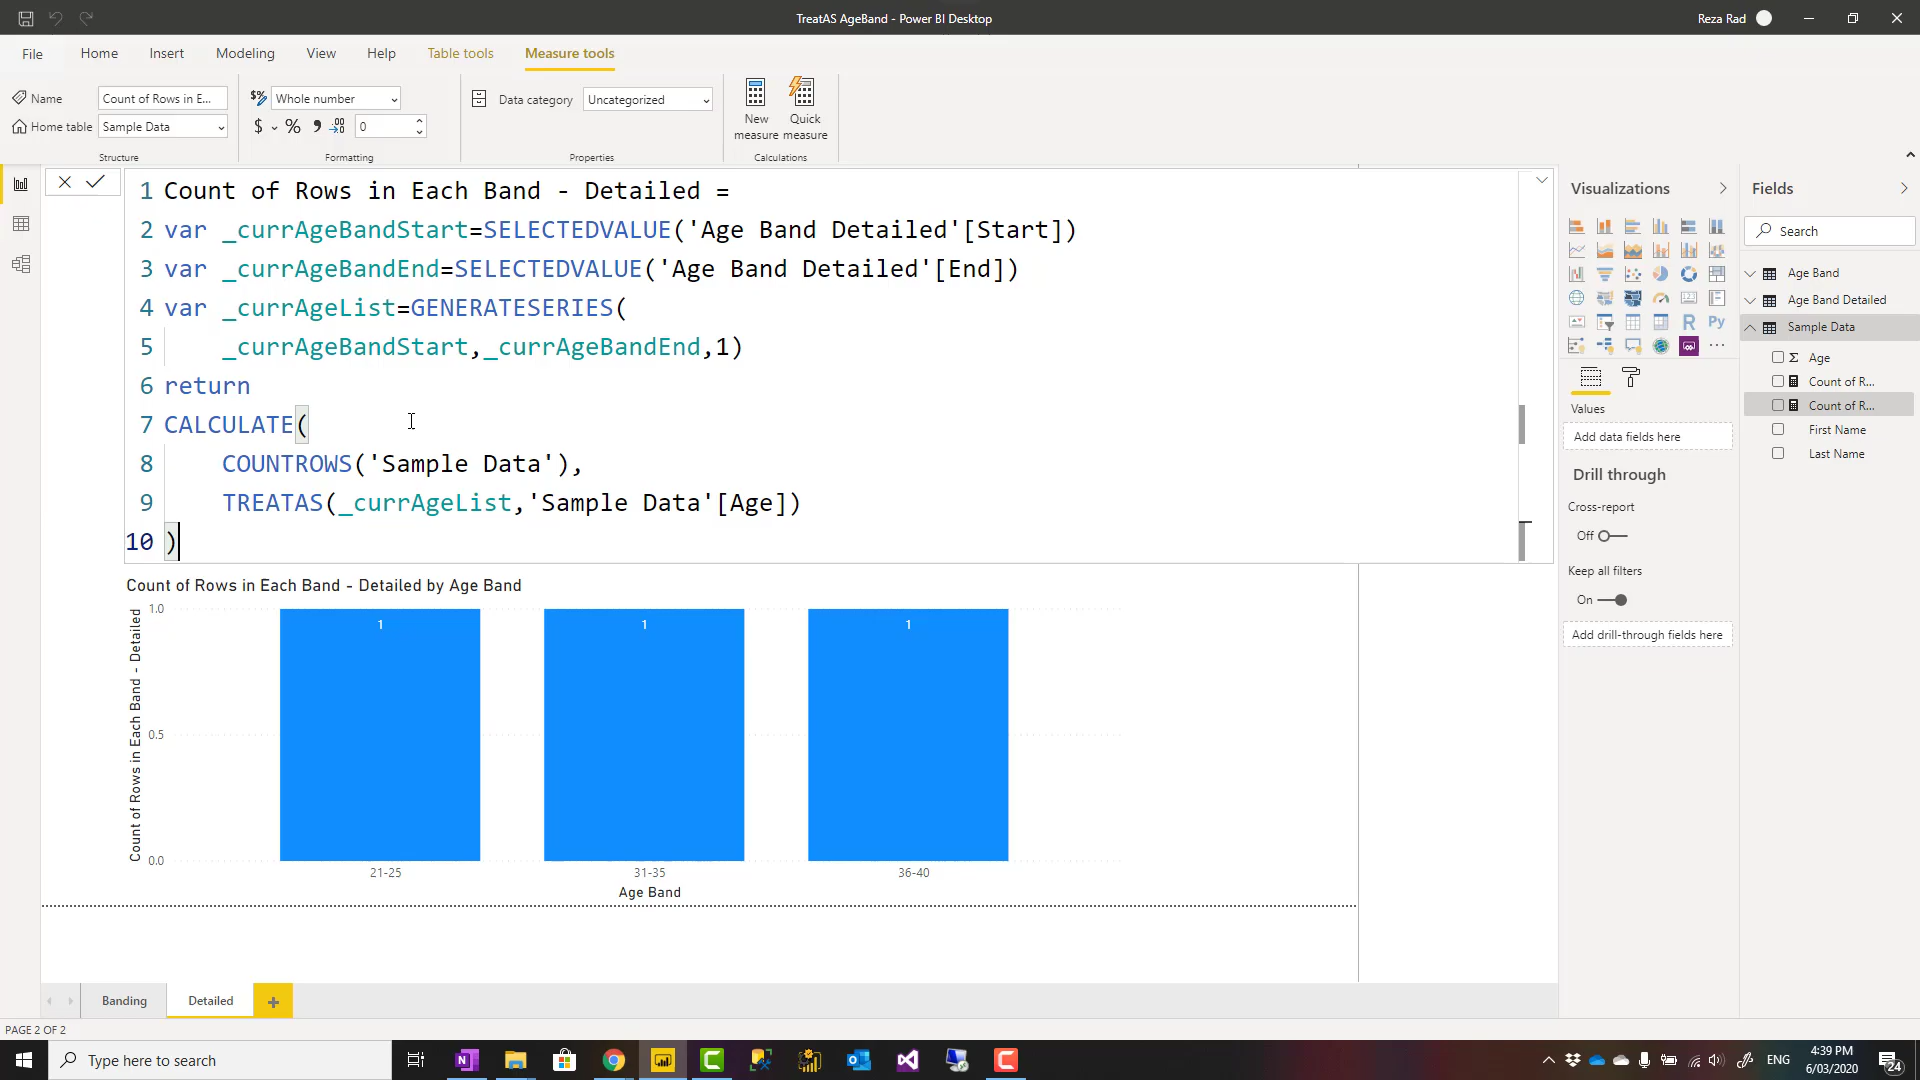 TreatAS AgeBand - Power BI Desktop
Reza Rad
File Home Insert Modeling View Help Table tools Measure tools
Name Count of Rows in E...
Home table Sample Data
Structure
Whole number
$ % 0
Formatting
Data category Uncategorized
Properties
New measure
Quick measure
Calculations
1 Count of Rows in Each Band - Detailed =
2 var _currAgeBandStart=SELECTEDVALUE('Age Band Detailed'[Start])
3 var _currAgeBandEnd=SELECTEDVALUE('Age Band Detailed'[End])
4 var _currAgeList=GENERATESERIES(
5 _currAgeBandStart,_currAgeBandEnd,1)
6 return
7 CALCULATE(
8 COUNTROWS('Sample Data'),
9 TREATAS(_currAgeList,'Sample Data'[Age])
10 )
Count of Rows in Each Band - Detailed by Age Band
Count of Rows in Each Band - Detailed
1.0
0.5
0.0
1 1 1
21-25 31-35 36-40
Age Band
Visualizations
R Py
Values
Add data fields here
Drill through
Cross-report
Off
Keep all filters
On
Add drill-through fields here
Fields
Search
Age Band
Age Band Detailed
Sample Data
Σ Age
Count of R...
Count of R...
First Name
Last Name
Banding Detailed
PAGE 2 OF 2
Type here to search
ENG
4:39 PM
6/03/2020
24